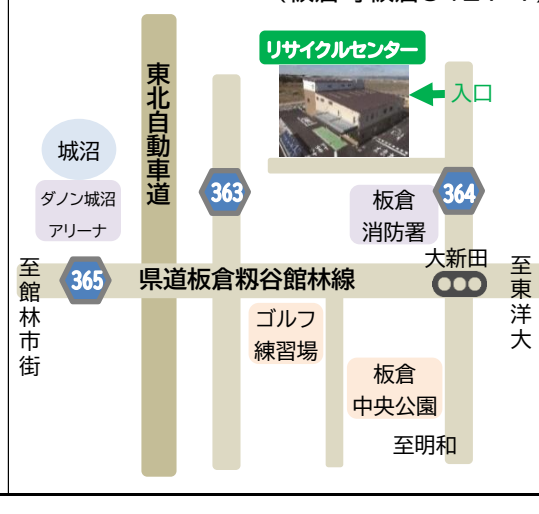 リサイクルセンター
入口
東北自動車道
城沼
ダノン城沼
アリーナ
363
364
板倉
消防署
大新田
至館林市街
365
県道板倉籾谷館林線
至東洋大
ゴルフ
練習場
板倉
中央公園
至明和